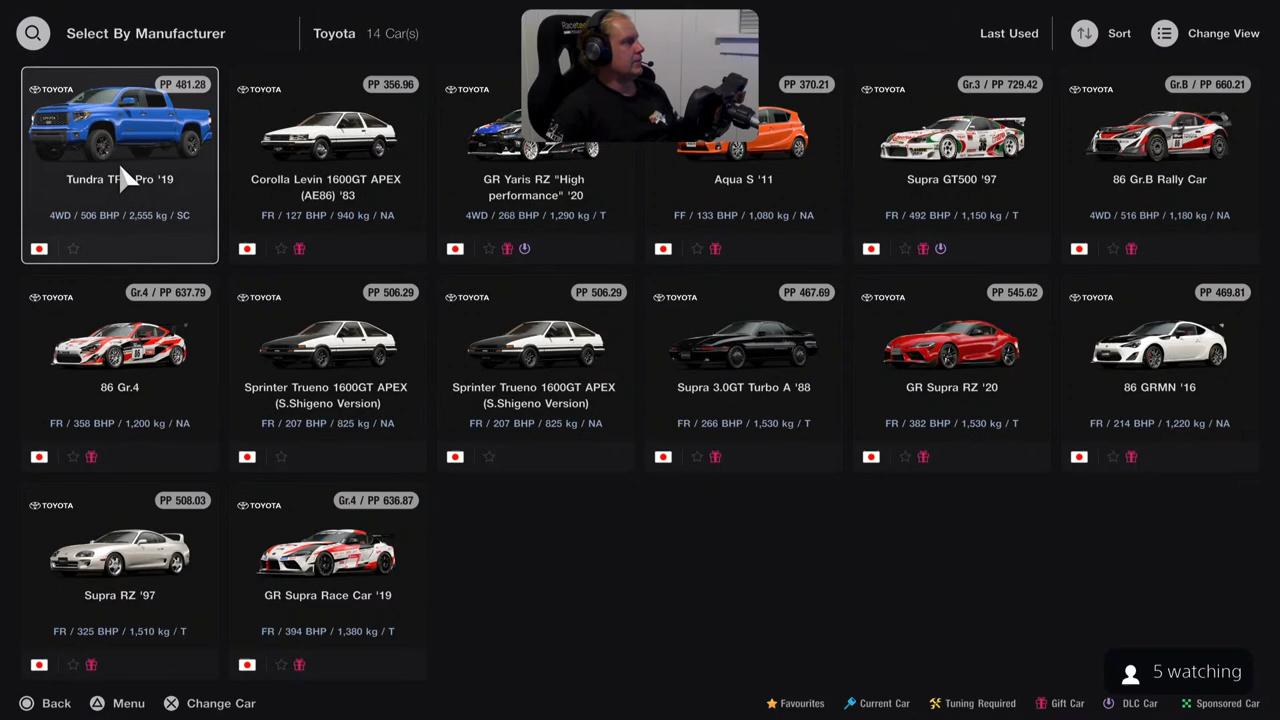 Select By Manufacturer
Toyota 14 Car(s)
Last Used
Sort
Change View
TOYOTA PP 481.28
Tundra TR Pro '19
4WD / 506 BHP / 2,555 kg / SC
TOYOTA PP 356.96
Corolla Levin 1600GT APEX
(AE86) '83
FR / 127 BHP / 940 kg / NA
TOYOTA
GR Yaris RZ "High
performance" '20
4WD / 268 BHP / 1,290 kg / T
PP 370.21
Aqua S '11
FF / 133 BHP / 1,080 kg / NA
TOYOTA Gr.3 / PP 729.42
Supra GT500 '97
FR / 492 BHP / 1,150 kg / T
TOYOTA Gr.B / PP 660.21
86 Gr.B Rally Car
4WD / 516 BHP / 1,180 kg / NA
TOYOTA Gr.4 / PP 637.79
86 Gr.4
FR / 358 BHP / 1,200 kg / NA
TOYOTA PP 506.29
Sprinter Trueno 1600GT APEX
(S.Shigeno Version)
FR / 207 BHP / 825 kg / NA
TOYOTA PP 506.29
Sprinter Trueno 1600GT APEX
(S.Shigeno Version)
FR / 207 BHP / 825 kg / NA
TOYOTA PP 467.69
Supra 3.0GT Turbo A '88
FR / 266 BHP / 1,530 kg / T
TOYOTA PP 545.62
GR Supra RZ '20
FR / 382 BHP / 1,530 kg / T
TOYOTA PP 469.81
86 GRMN '16
FR / 214 BHP / 1,220 kg / NA
TOYOTA PP 508.03
Supra RZ '97
FR / 325 BHP / 1,510 kg / T
TOYOTA Gr.4 / PP 636.87
GR Supra Race Car '19
FR / 394 BHP / 1,380 kg / T
5 watching
Back Menu Change Car
Favourites Current Car Tuning Required Gift Car DLC Car Sponsored Car